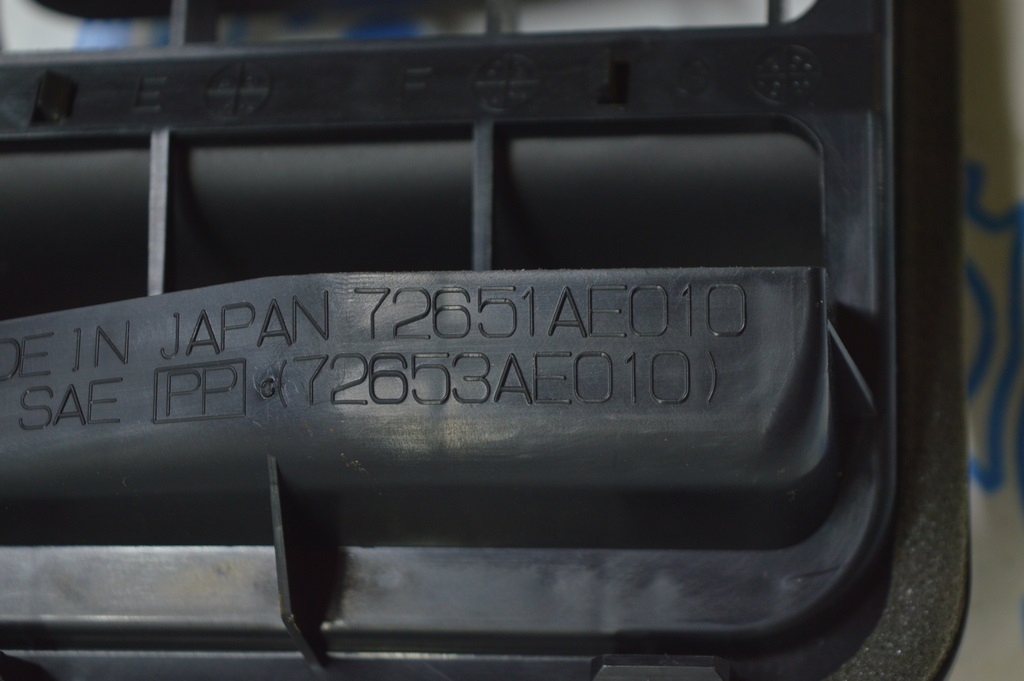 E F G
DE IN JAPAN 72651AE010
SAE PP (72653AE010)